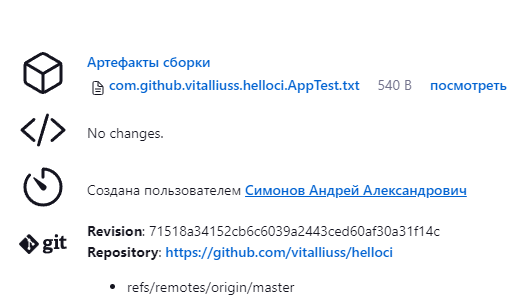 Артефакты сборки
com.github.vitalliuss.helloci.AppTest.txt 540 B посмотреть
No changes.
Создана пользователем Симонов Андрей Александрович
git
Revision: 71518a34152cb6c6039a2443ced60af30a31f14c
Repository: https://github.com/vitalliuss/helloci
• refs/remotes/origin/master